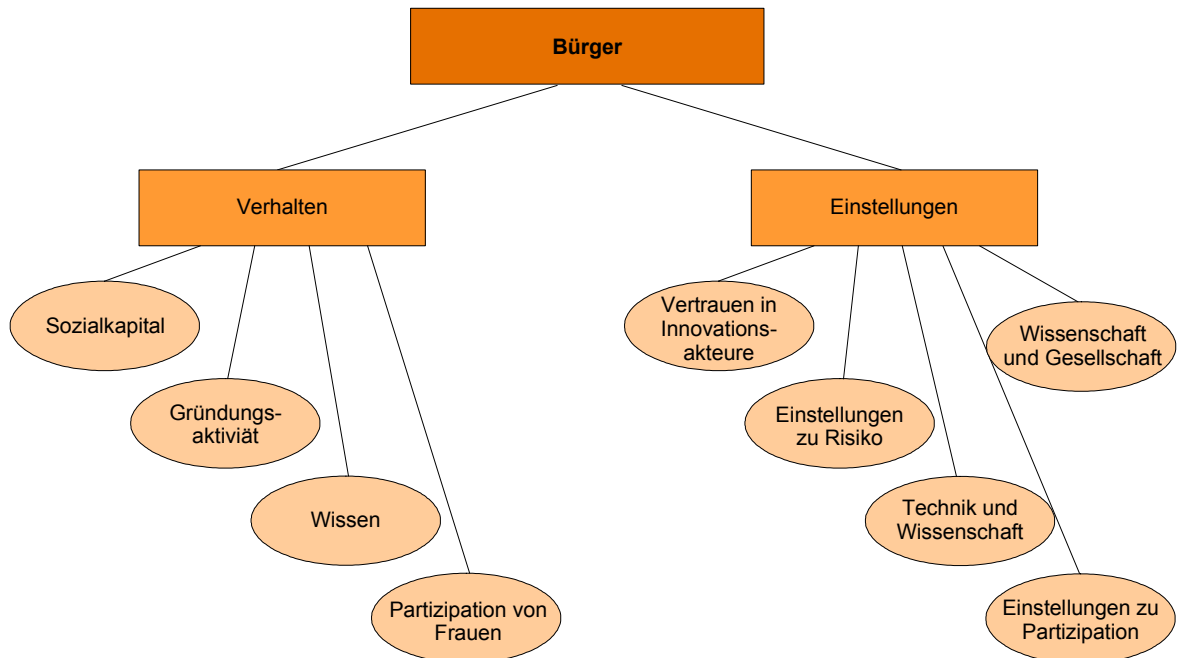 Bürger
Verhalten
Einstellungen
Sozialkapital
Gründungs-
aktiviät
Wissen
Partizipation von
Frauen
Vertrauen in
Innovations-
akteure
Einstellungen
zu Risiko
Technik und
Wissenschaft
Einstellungen zu
Partizipation
Wissenschaft
und Gesellschaft